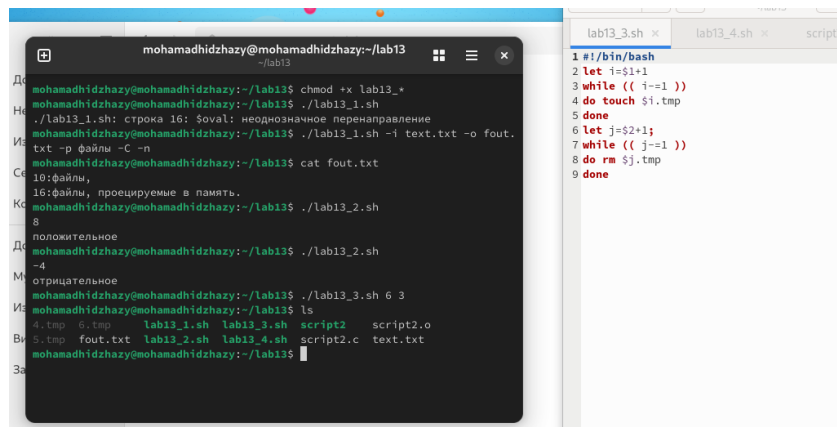 mohamadhidzhazy@mohamadhidzhazy:~/lab13
~/lab13
mohamadhidzhazy@mohamadhidzhazy:~/lab13$ chmod +x lab13_*
mohamadhidzhazy@mohamadhidzhazy:~/lab13$ ./lab13_1.sh
./lab13_1.sh: строка 16: $oval: неоднозначное перенаправление
mohamadhidzhazy@mohamadhidzhazy:~/lab13$ ./lab13_1.sh -i text.txt -o fout.
txt -p файлы -C -n
mohamadhidzhazy@mohamadhidzhazy:~/lab13$ cat fout.txt
10:файлы,
16:файлы, проецируемые в память.
mohamadhidzhazy@mohamadhidzhazy:~/lab13$ ./lab13_2.sh
8
положительное
mohamadhidzhazy@mohamadhidzhazy:~/lab13$ ./lab13_2.sh
-4
отрицательное
mohamadhidzhazy@mohamadhidzhazy:~/lab13$ ./lab13_3.sh 6 3
mohamadhidzhazy@mohamadhidzhazy:~/lab13$ ls
4.tmp 6.tmp lab13_1.sh lab13_3.sh script2 script2.o
5.tmp fout.txt lab13_2.sh lab13_4.sh script2.c text.txt
mohamadhidzhazy@mohamadhidzhazy:~/lab13$
lab13_3.sh × lab13_4.sh × script
1 #!/bin/bash
2 let i=$1+1
3 while (( i-=1 ))
4 do touch $i.tmp
5 done
6 let j=$2+1;
7 while (( j-=1 ))
8 do rm $j.tmp
9 done